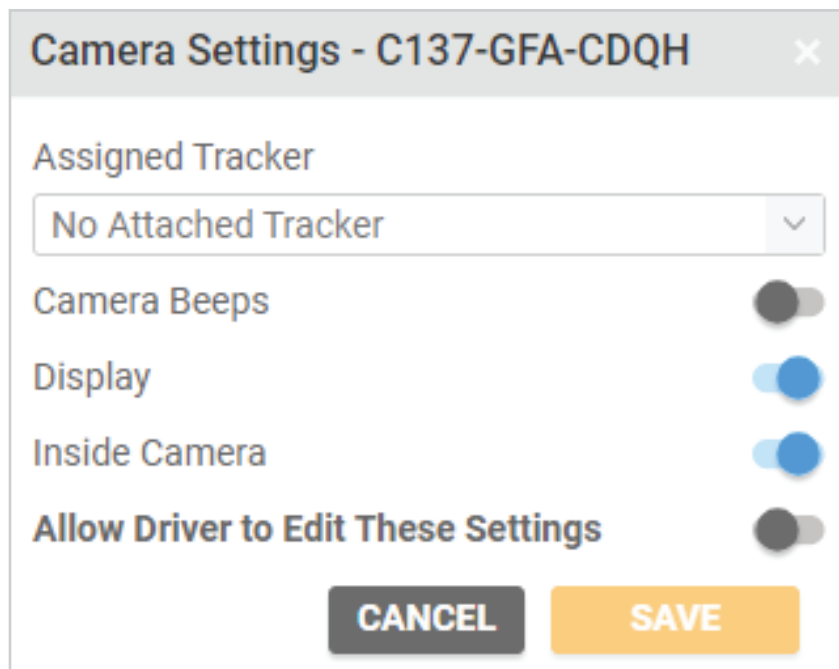 Camera Settings - C137-GFA-CDQH
Assigned Tracker
No Attached Tracker
Camera Beeps
Display
Inside Camera
Allow Driver to Edit These Settings
CANCEL SAVE